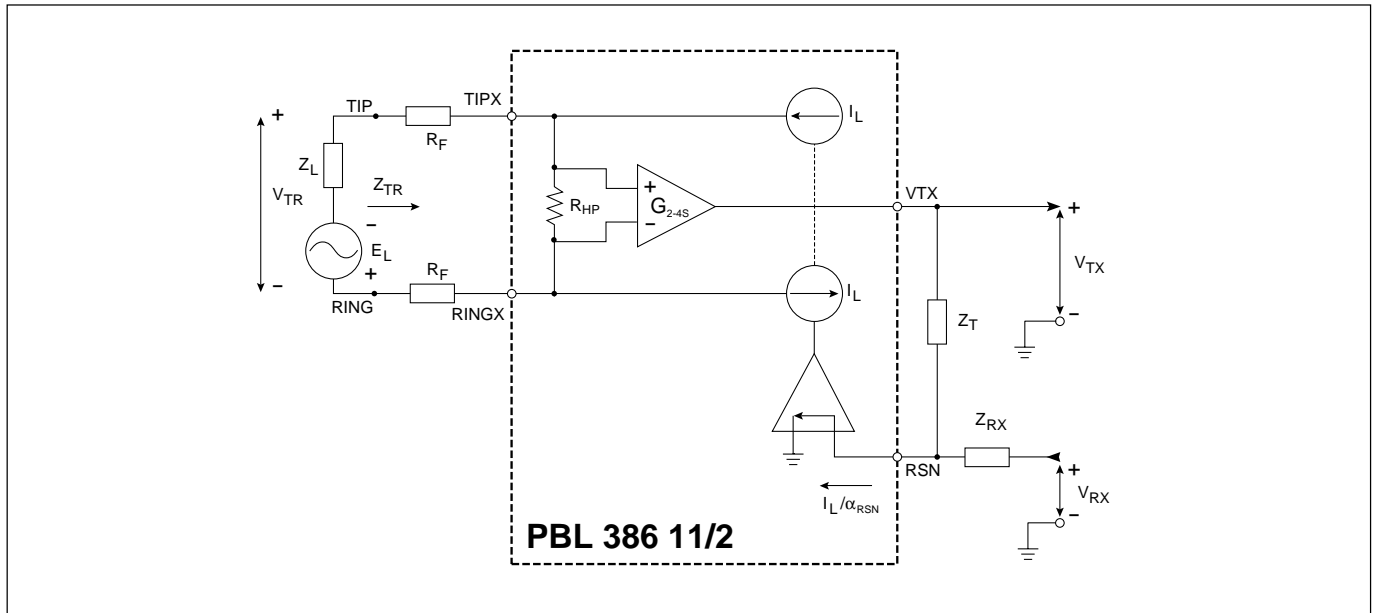 TIP
TIPX
R_F
I_L
+
Z_L
Z_TR
V_TR
R_HP
+
G_2-4S
−
VTX
+
−
E_L
+
R_F
−
RING
RINGX
I_L
V_TX
Z_T
−
Z_RX
RSN
+
I_L/α_RSN
V_RX
−
PBL 386 11/2